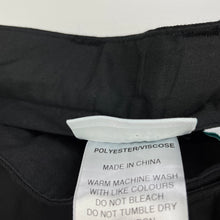 POLYESTER/VISCOSE
MADE IN CHINA
WARM MACHINE WASH
WITH LIKE COLOURS
DO NOT BLEACH
DO NOT TUMBLE DRY